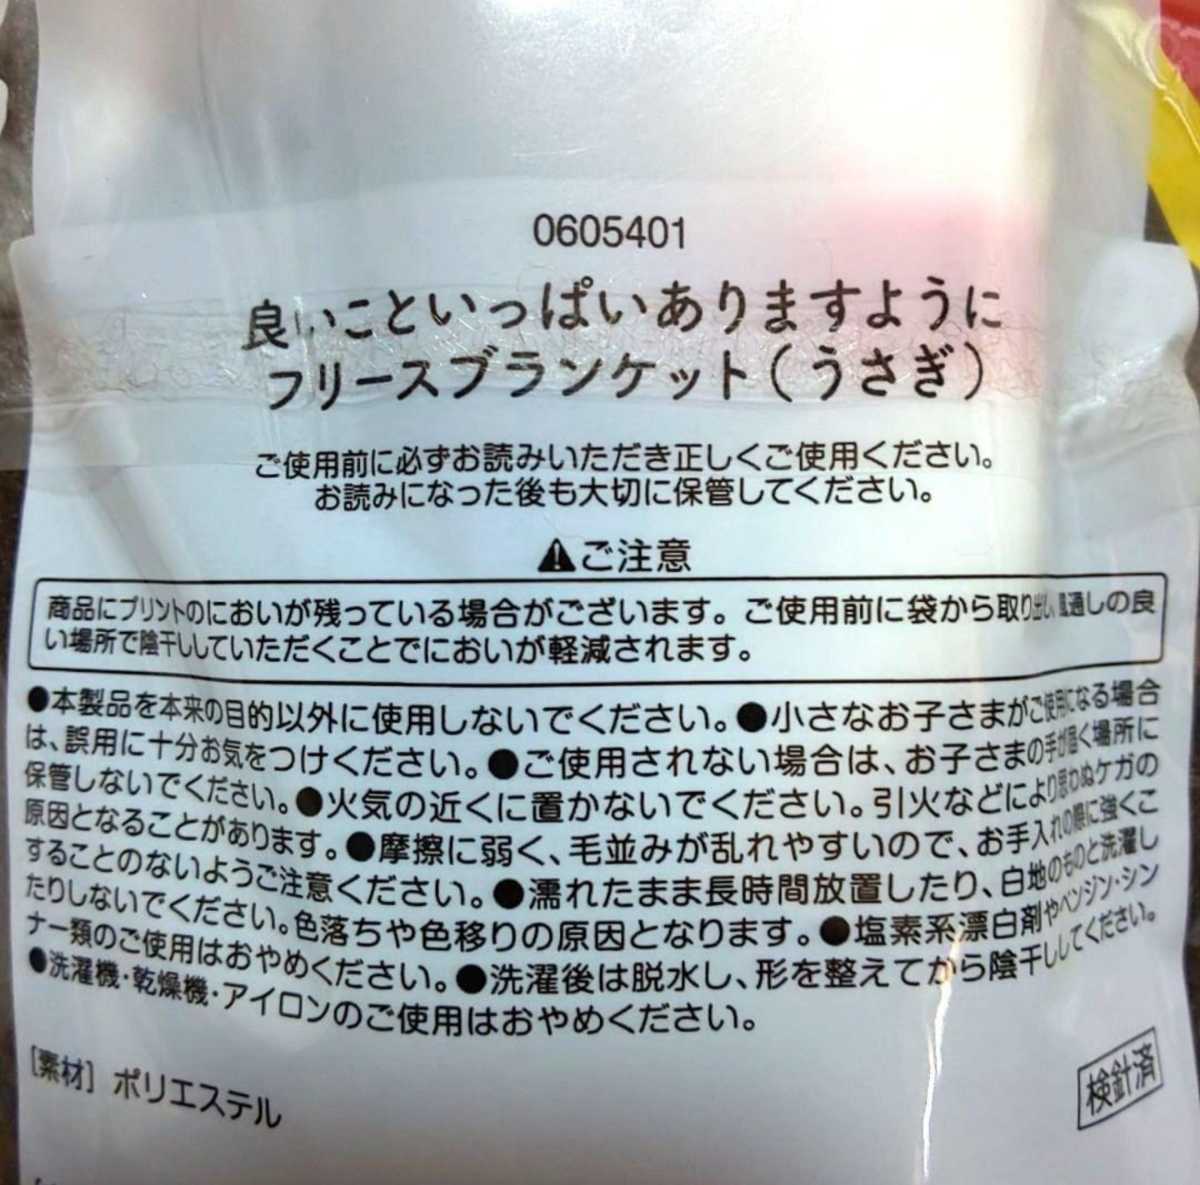 0605401
良いこといっぱいありますように
フリースブランケット(うさぎ)
ご使用前に必ずお読みいただき正しくご使用ください。
お読みになった後も大切に保管してください。
⚠ご注意
商品にプリントのにおいが残っている場合がございます。ご使用前に袋から取り出し風通しの良
い場所で陰干ししていただくことでにおいが軽減されます。
●本製品を本来の目的以外に使用しないでください。●小さなお子さまがご使用になる場合
は、誤用に十分お気をつけください。●ご使用されない場合は、お子さまの手が届く場所に
保管しないでください。●火気の近くに置かないでください。引火などにより思わぬケガの
原因となることがあります。●摩擦に弱く、毛並みが乱れやすいので、お手入れの際に強くこ
することのないようご注意ください。●濡れたまま長時間放置したり、白地のものと洗濯し
たりしないでください。色落ちや色移りの原因となります。●塩素系漂白剤やベンジン・シン
ナー類のご使用はおやめください。●洗濯後は脱水し、形を整えてから陰干ししてください。
●洗濯機・乾燥機・アイロンのご使用はおやめください。
[素材] ポリエステル
検針済